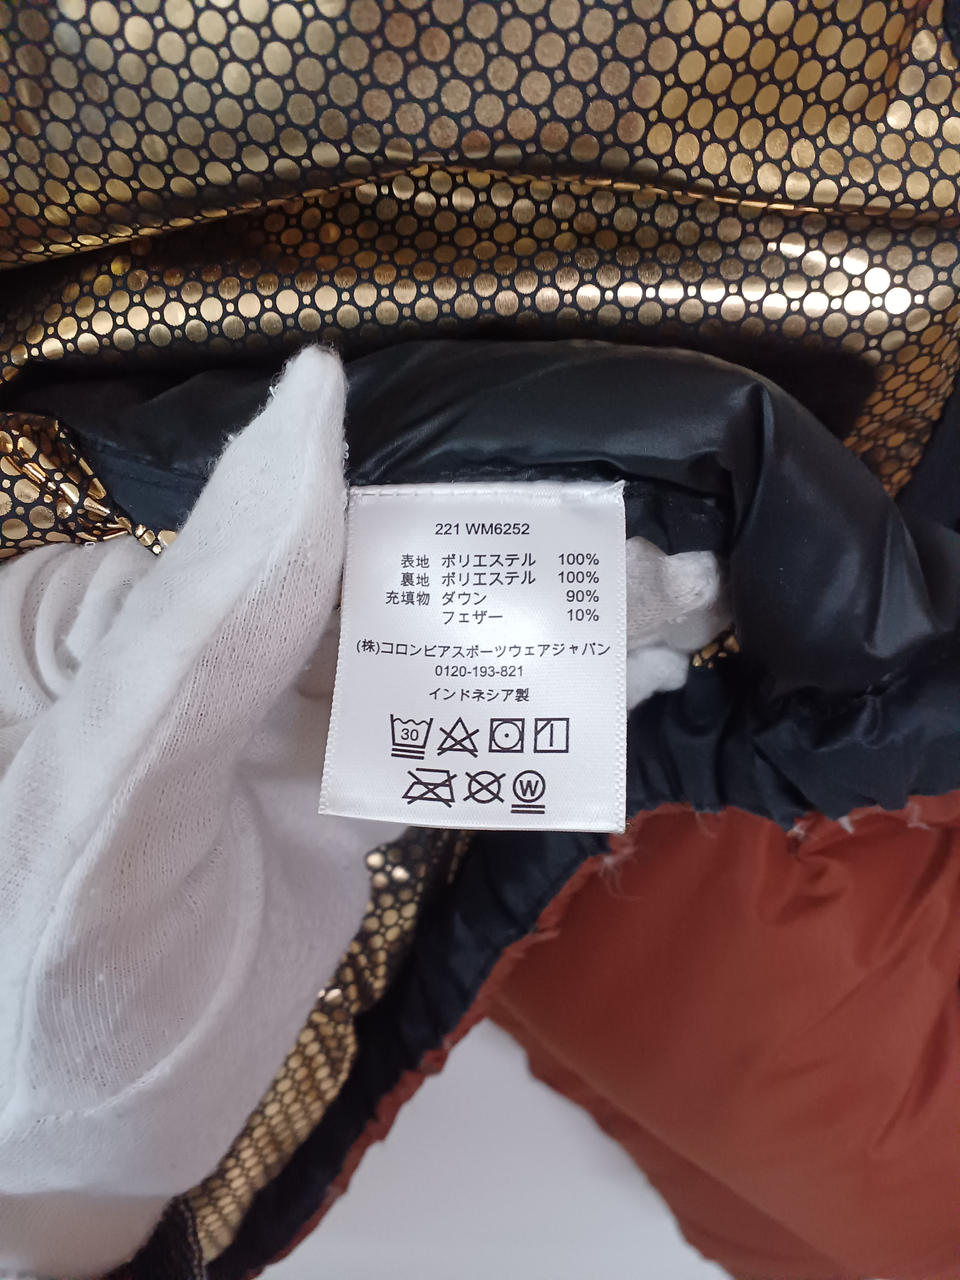 221 WM6252
表地 ポリエステル 100%
裏地 ポリエステル 100%
充填物 ダウン 90%
フェザー 10%
(株)コロンビアスポーツウェアジャパン
0120-193-821
インドネシア製
30
W